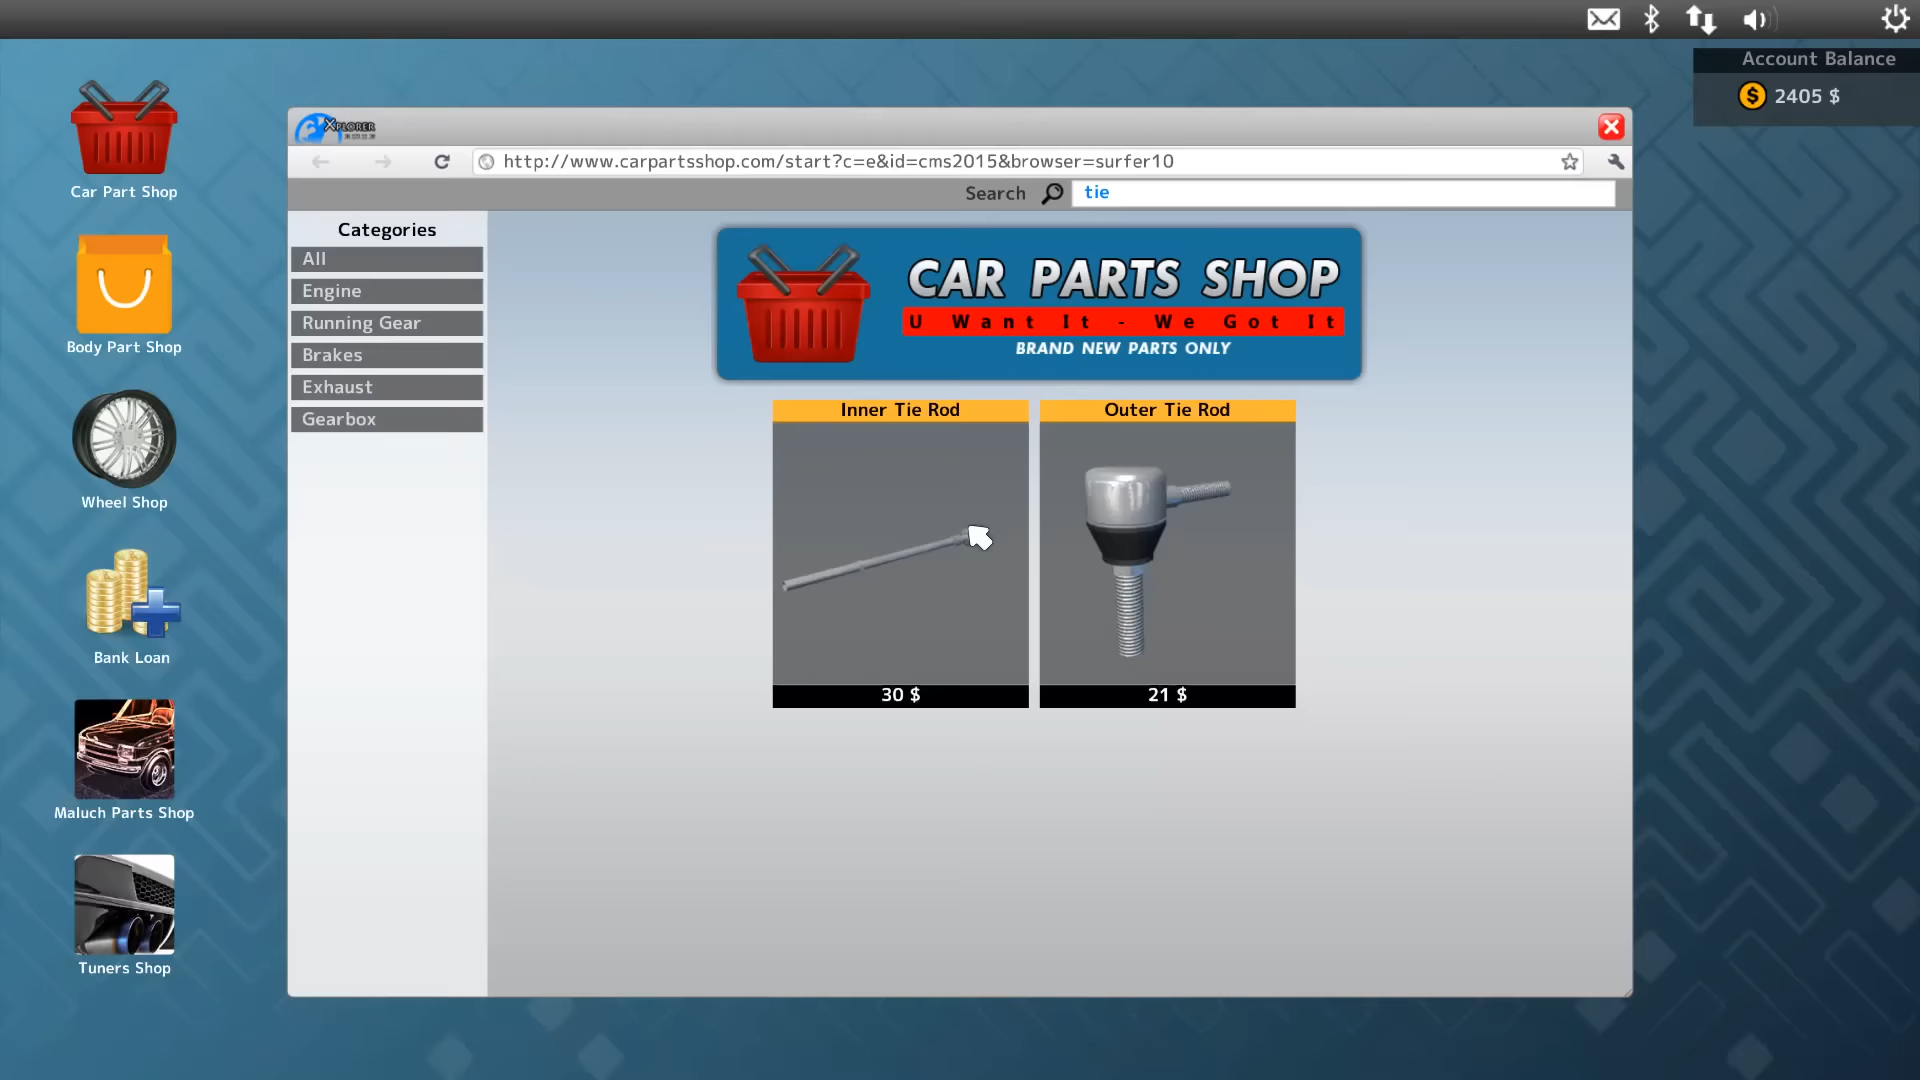 Account Balance
2405 $
Car Part Shop
Body Part Shop
Wheel Shop
Bank Loan
Maluch Parts Shop
Tuners Shop
XPLORER
http://www.carpartsshop.com/start?c=e&id=cms2015&browser=surfer10
Search tie
Categories
All
Engine
Running Gear
Brakes
Exhaust
Gearbox
CAR PARTS SHOP
U Want It - We Got It
BRAND NEW PARTS ONLY
Inner Tie Rod
30 $
Outer Tie Rod
21 $